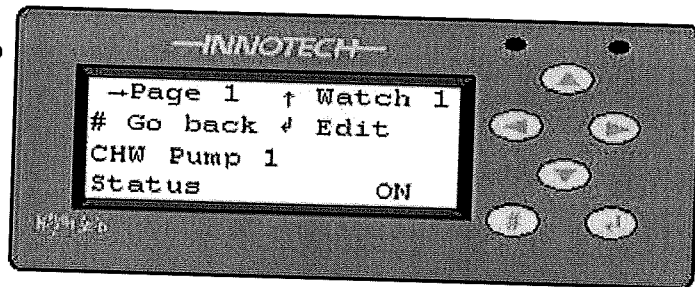 INNOTECH
→Page 1 ↑ Watch 1
# Go back ↲ Edit
CHW Pump 1
Status ON
#
↲